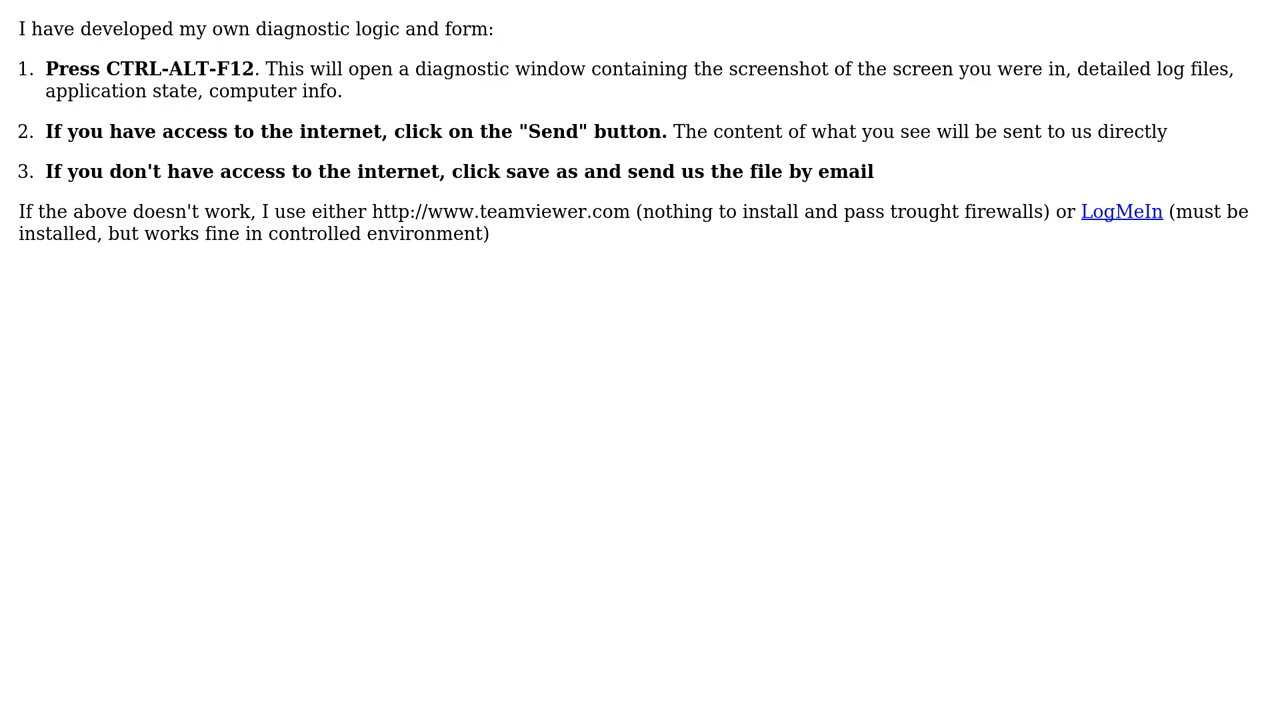 I have developed my own diagnostic logic and form:
1. Press CTRL-ALT-F12. This will open a diagnostic window containing the screenshot of the screen you were in, detailed log files,
application state, computer info.
2. If you have access to the internet, click on the "Send" button. The content of what you see will be sent to us directly
3. If you don't have access to the internet, click save as and send us the file by email
If the above doesn't work, I use either http://www.teamviewer.com (nothing to install and pass trought firewalls) or LogMeIn (must be
installed, but works fine in controlled environment)